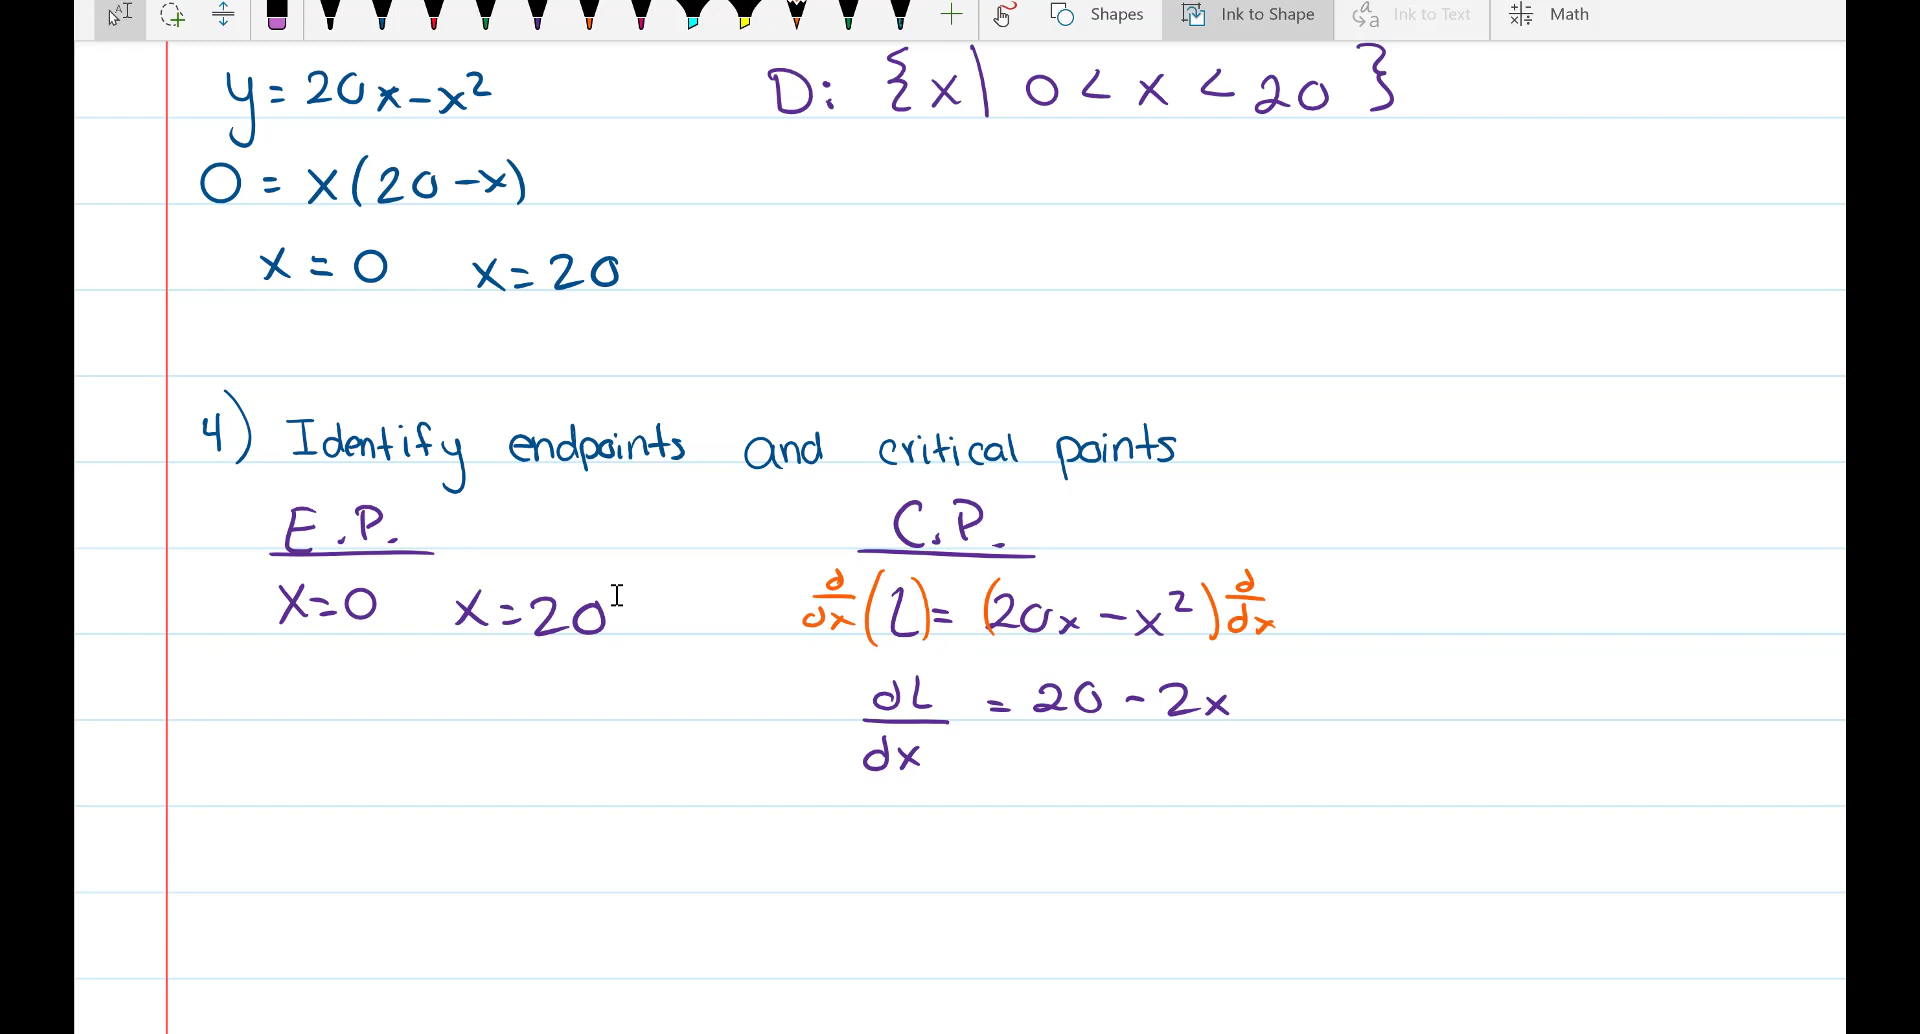 Shapes Ink to Shape Ink to Text Math
y = 20x - x²
D: {x| 0 < x < 20}
0 = x(20 - x)
x = 0 x = 20
4) Identify endpoints and critical points
E.P. C.P.
x = 0 x = 20
d/dx (L) = (20x - x²) d/dx
dL/dx = 20 - 2x